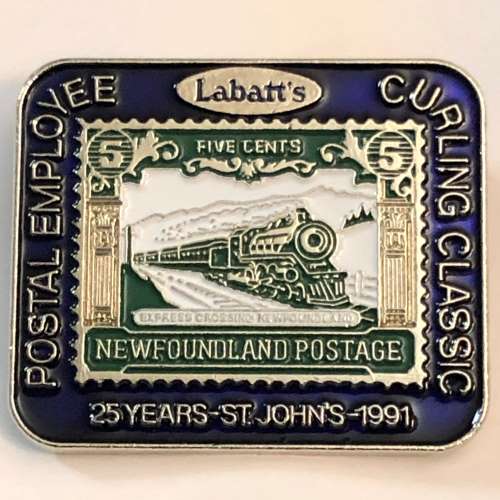 Labatt's
POSTAL EMPLOYEE
CURLING CLASSIC
5 FIVE CENTS 5
EXPRESS CROSSING NEWFOUNDLAND
NEWFOUNDLAND POSTAGE
25 YEARS-ST. JOHN'S-1991